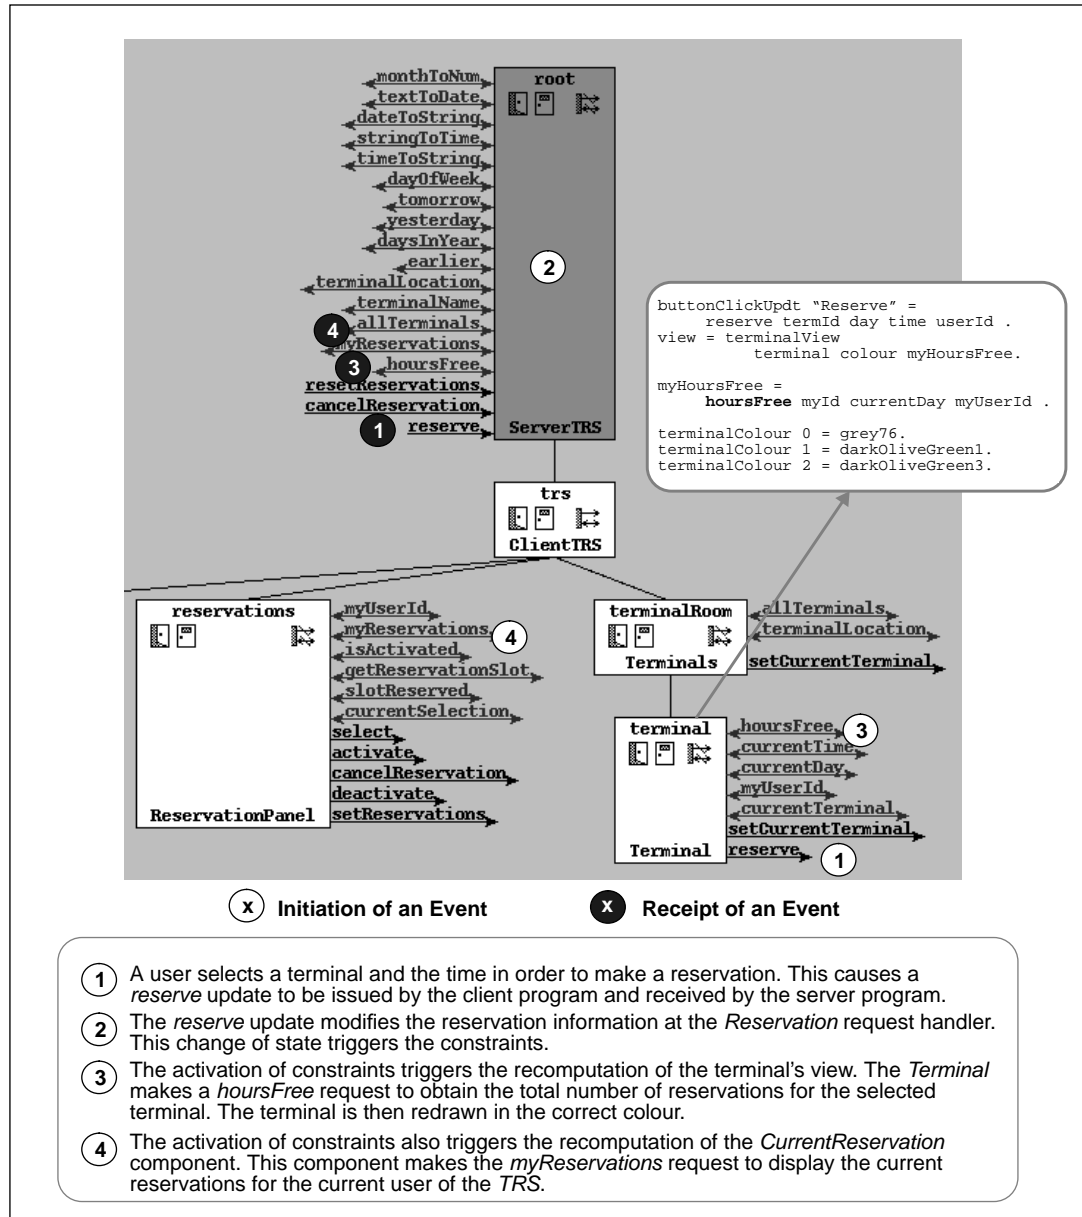 monthToNum
root
textToDate
dateToString
stringToTime
timeToString
dayOfWeek
tomorrow
yesterday
daysInYear
earlier
2
terminalLocation
terminalName
4 allTerminals
myReservations
3 hoursFree
resetReservations
cancelReservation
1 reserve
ServerTRS
buttonClickUpdt “Reserve” =
reserve termId day time userId .
view = terminalView
terminal colour myHoursFree.
myHoursFree =
hoursFree myId currentDay myUserId .
terminalColour 0 = grey76.
terminalColour 1 = darkOliveGreen1.
terminalColour 2 = darkOliveGreen3.
trs
ClientTRS
reservations
myUserId
myReservations 4
isActivated
getReservationSlot
slotReserved
currentSelection
select
activate
cancelReservation
deactivate
setReservations
ReservationPanel
terminalRoom
allTerminals
terminalLocation
setCurrentTerminal
Terminals
terminal
hoursFree 3
currentTime
currentDay
myUserId
currentTerminal
setCurrentTerminal
reserve 1
Terminal
x Initiation of an Event
x Receipt of an Event
1 A user selects a terminal and the time in order to make a reservation. This causes a
reserve update to be issued by the client program and received by the server program.
2 The reserve update modifies the reservation information at the Reservation request handler.
This change of state triggers the constraints.
3 The activation of constraints triggers the recomputation of the terminal’s view. The Terminal
makes a hoursFree request to obtain the total number of reservations for the selected
terminal. The terminal is then redrawn in the correct colour.
4 The activation of constraints also triggers the recomputation of the CurrentReservation
component. This component makes the myReservations request to display the current
reservations for the current user of the TRS.